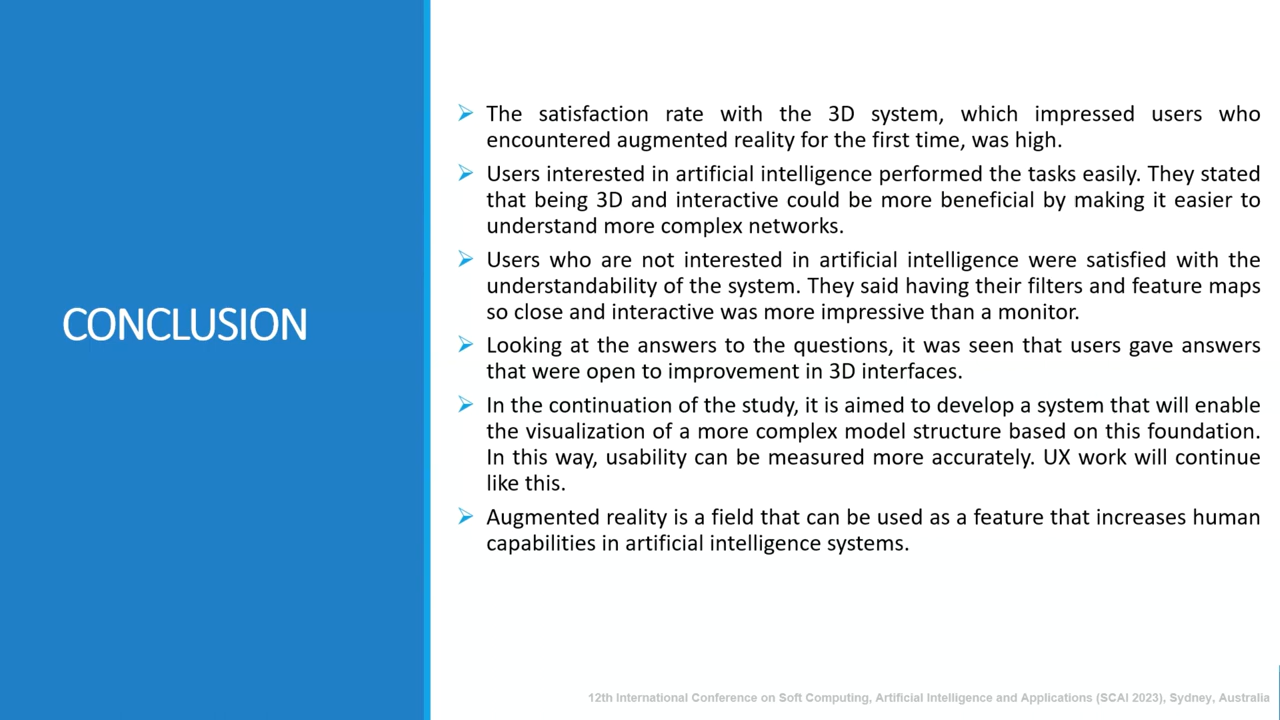 CONCLUSION
The satisfaction rate with the 3D system, which impressed users who
encountered augmented reality for the first time, was high.
Users interested in artificial intelligence performed the tasks easily. They stated
that being 3D and interactive could be more beneficial by making it easier to
understand more complex networks.
Users who are not interested in artificial intelligence were satisfied with the
understandability of the system. They said having their filters and feature maps
so close and interactive was more impressive than a monitor.
Looking at the answers to the questions, it was seen that users gave answers
that were open to improvement in 3D interfaces.
In the continuation of the study, it is aimed to develop a system that will enable
the visualization of a more complex model structure based on this foundation.
In this way, usability can be measured more accurately. UX work will continue
like this.
Augmented reality is a field that can be used as a feature that increases human
capabilities in artificial intelligence systems.
12th International Conference on Soft Computing, Artificial Intelligence and Applications (SCAI 2023), Sydney, Australia